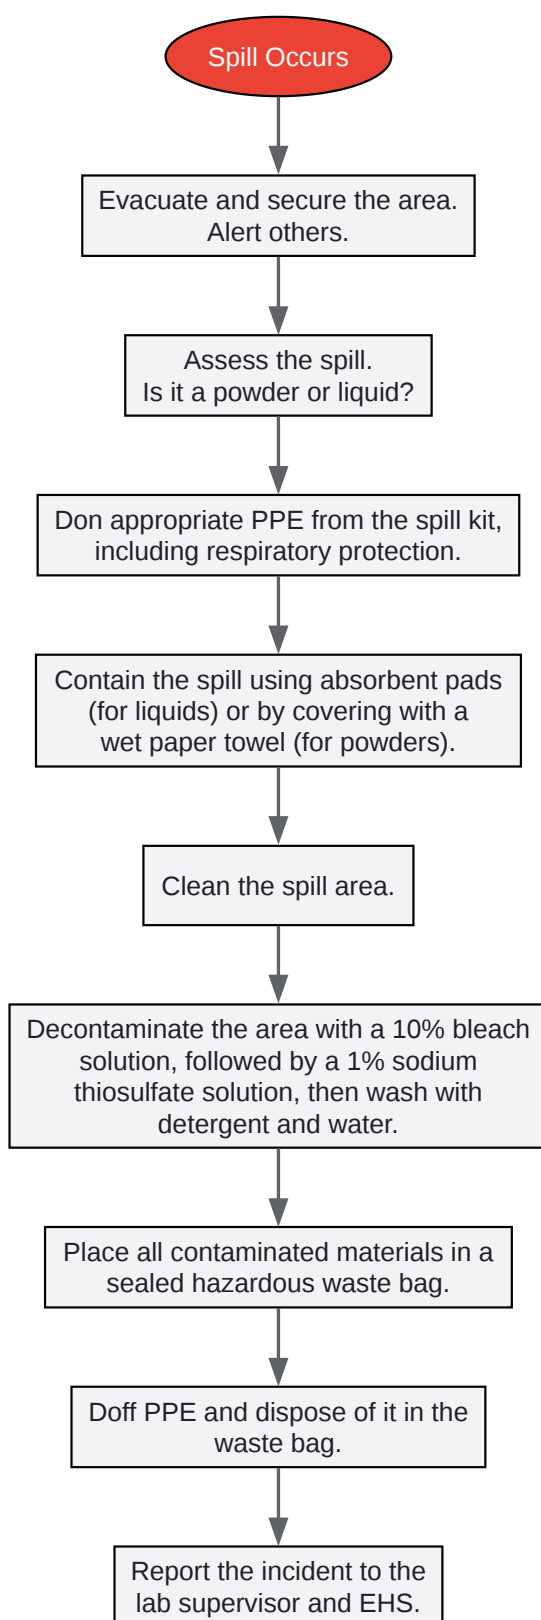 Spill Occurs
Evacuate and secure the area.
Alert others.
Assess the spill.
Is it a powder or liquid?
Don appropriate PPE from the spill kit,
including respiratory protection.
Contain the spill using absorbent pads
(for liquids) or by covering with a
wet paper towel (for powders).
Clean the spill area.
Decontaminate the area with a 10% bleach
solution, followed by a 1% sodium
thiosulfate solution, then wash with
detergent and water.
Place all contaminated materials in a
sealed hazardous waste bag.
Doff PPE and dispose of it in the
waste bag.
Report the incident to the
lab supervisor and EHS.